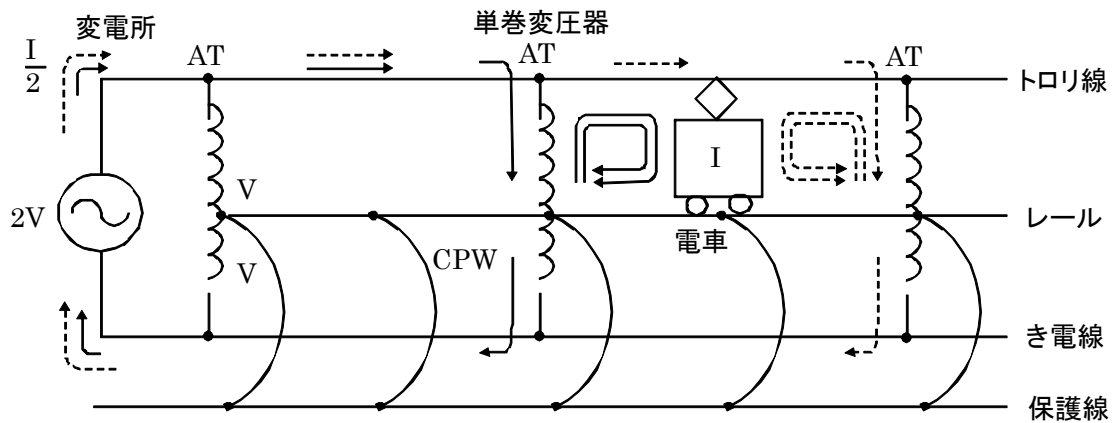 変電所
単巻変圧器
I
2
AT
AT
AT
トロリ線
2V
V
I
レール
V
CPW
電車
き電線
保護線